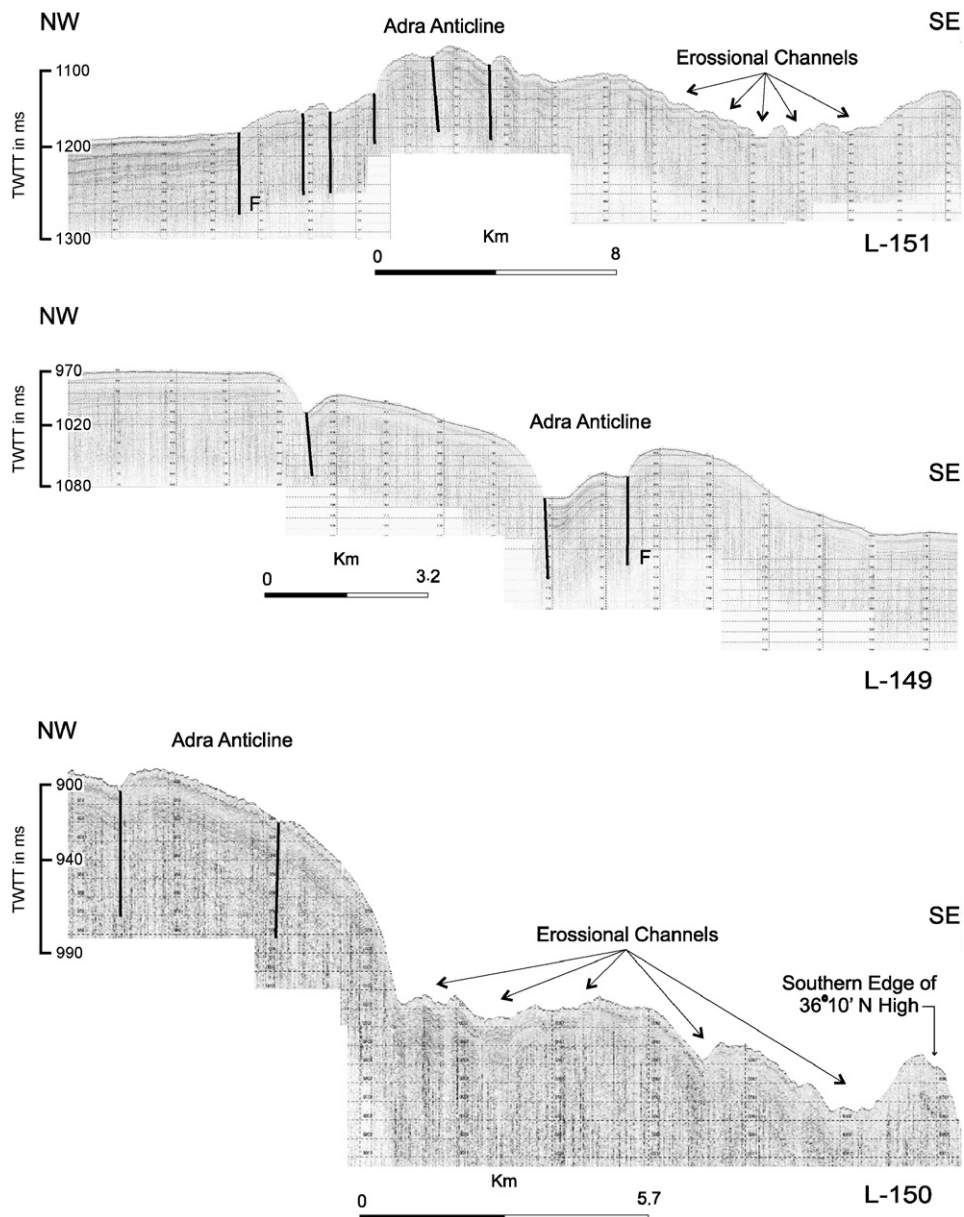 NW
Adra Anticline
SE
Erossional Channels
TWTT in ms
1100
1200
1300
F
Km
0 8
L-151
NW
970
1020
1080
TWTT in ms
Adra Anticline
SE
F
Km
0 3.2
L-149
NW
Adra Anticline
900
940
990
TWTT in ms
SE
Erossional Channels
Southern Edge of
36°10' N High
Km
0 5.7
L-150